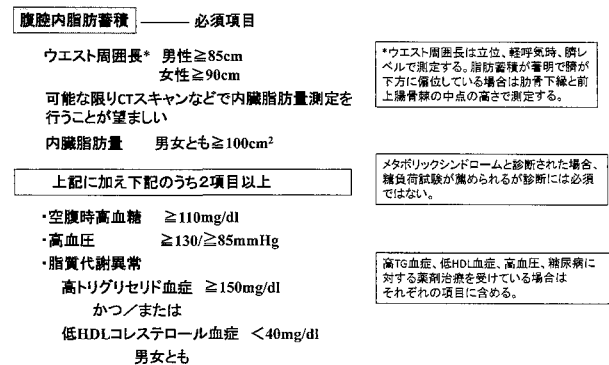 腹腔内脂肪蓄積 ―― 必須項目
ウエスト周囲長* 男性≧85cm
女性≧90cm
可能な限りCTスキャンなどで内臓脂肪量測定を
行うことが望ましい
内臓脂肪量 男女とも≧100cm²
上記に加え下記のうち2項目以上
・空腹時高血糖 ≧110mg/dl
・高血圧 ≧130/≧85mmHg
・脂質代謝異常
高トリグリセリド血症 ≧150mg/dl
かつ／または
低HDLコレステロール血症 ＜40mg/dl
男女とも
*ウエスト周囲長は立位、軽呼気時、臍レ
ベルで測定する。脂肪蓄積が著明で臍が
下方に偏位している場合は肋骨下縁と前
上腸骨棘の中点の高さで測定する。
メタボリックシンドロームと診断された場合、
糖負荷試験が薦められるが診断には必須
ではない。
高TG血症、低HDL血症、高血圧、糖尿病に
対する薬剤治療を受けている場合は
それぞれの項目に含める。